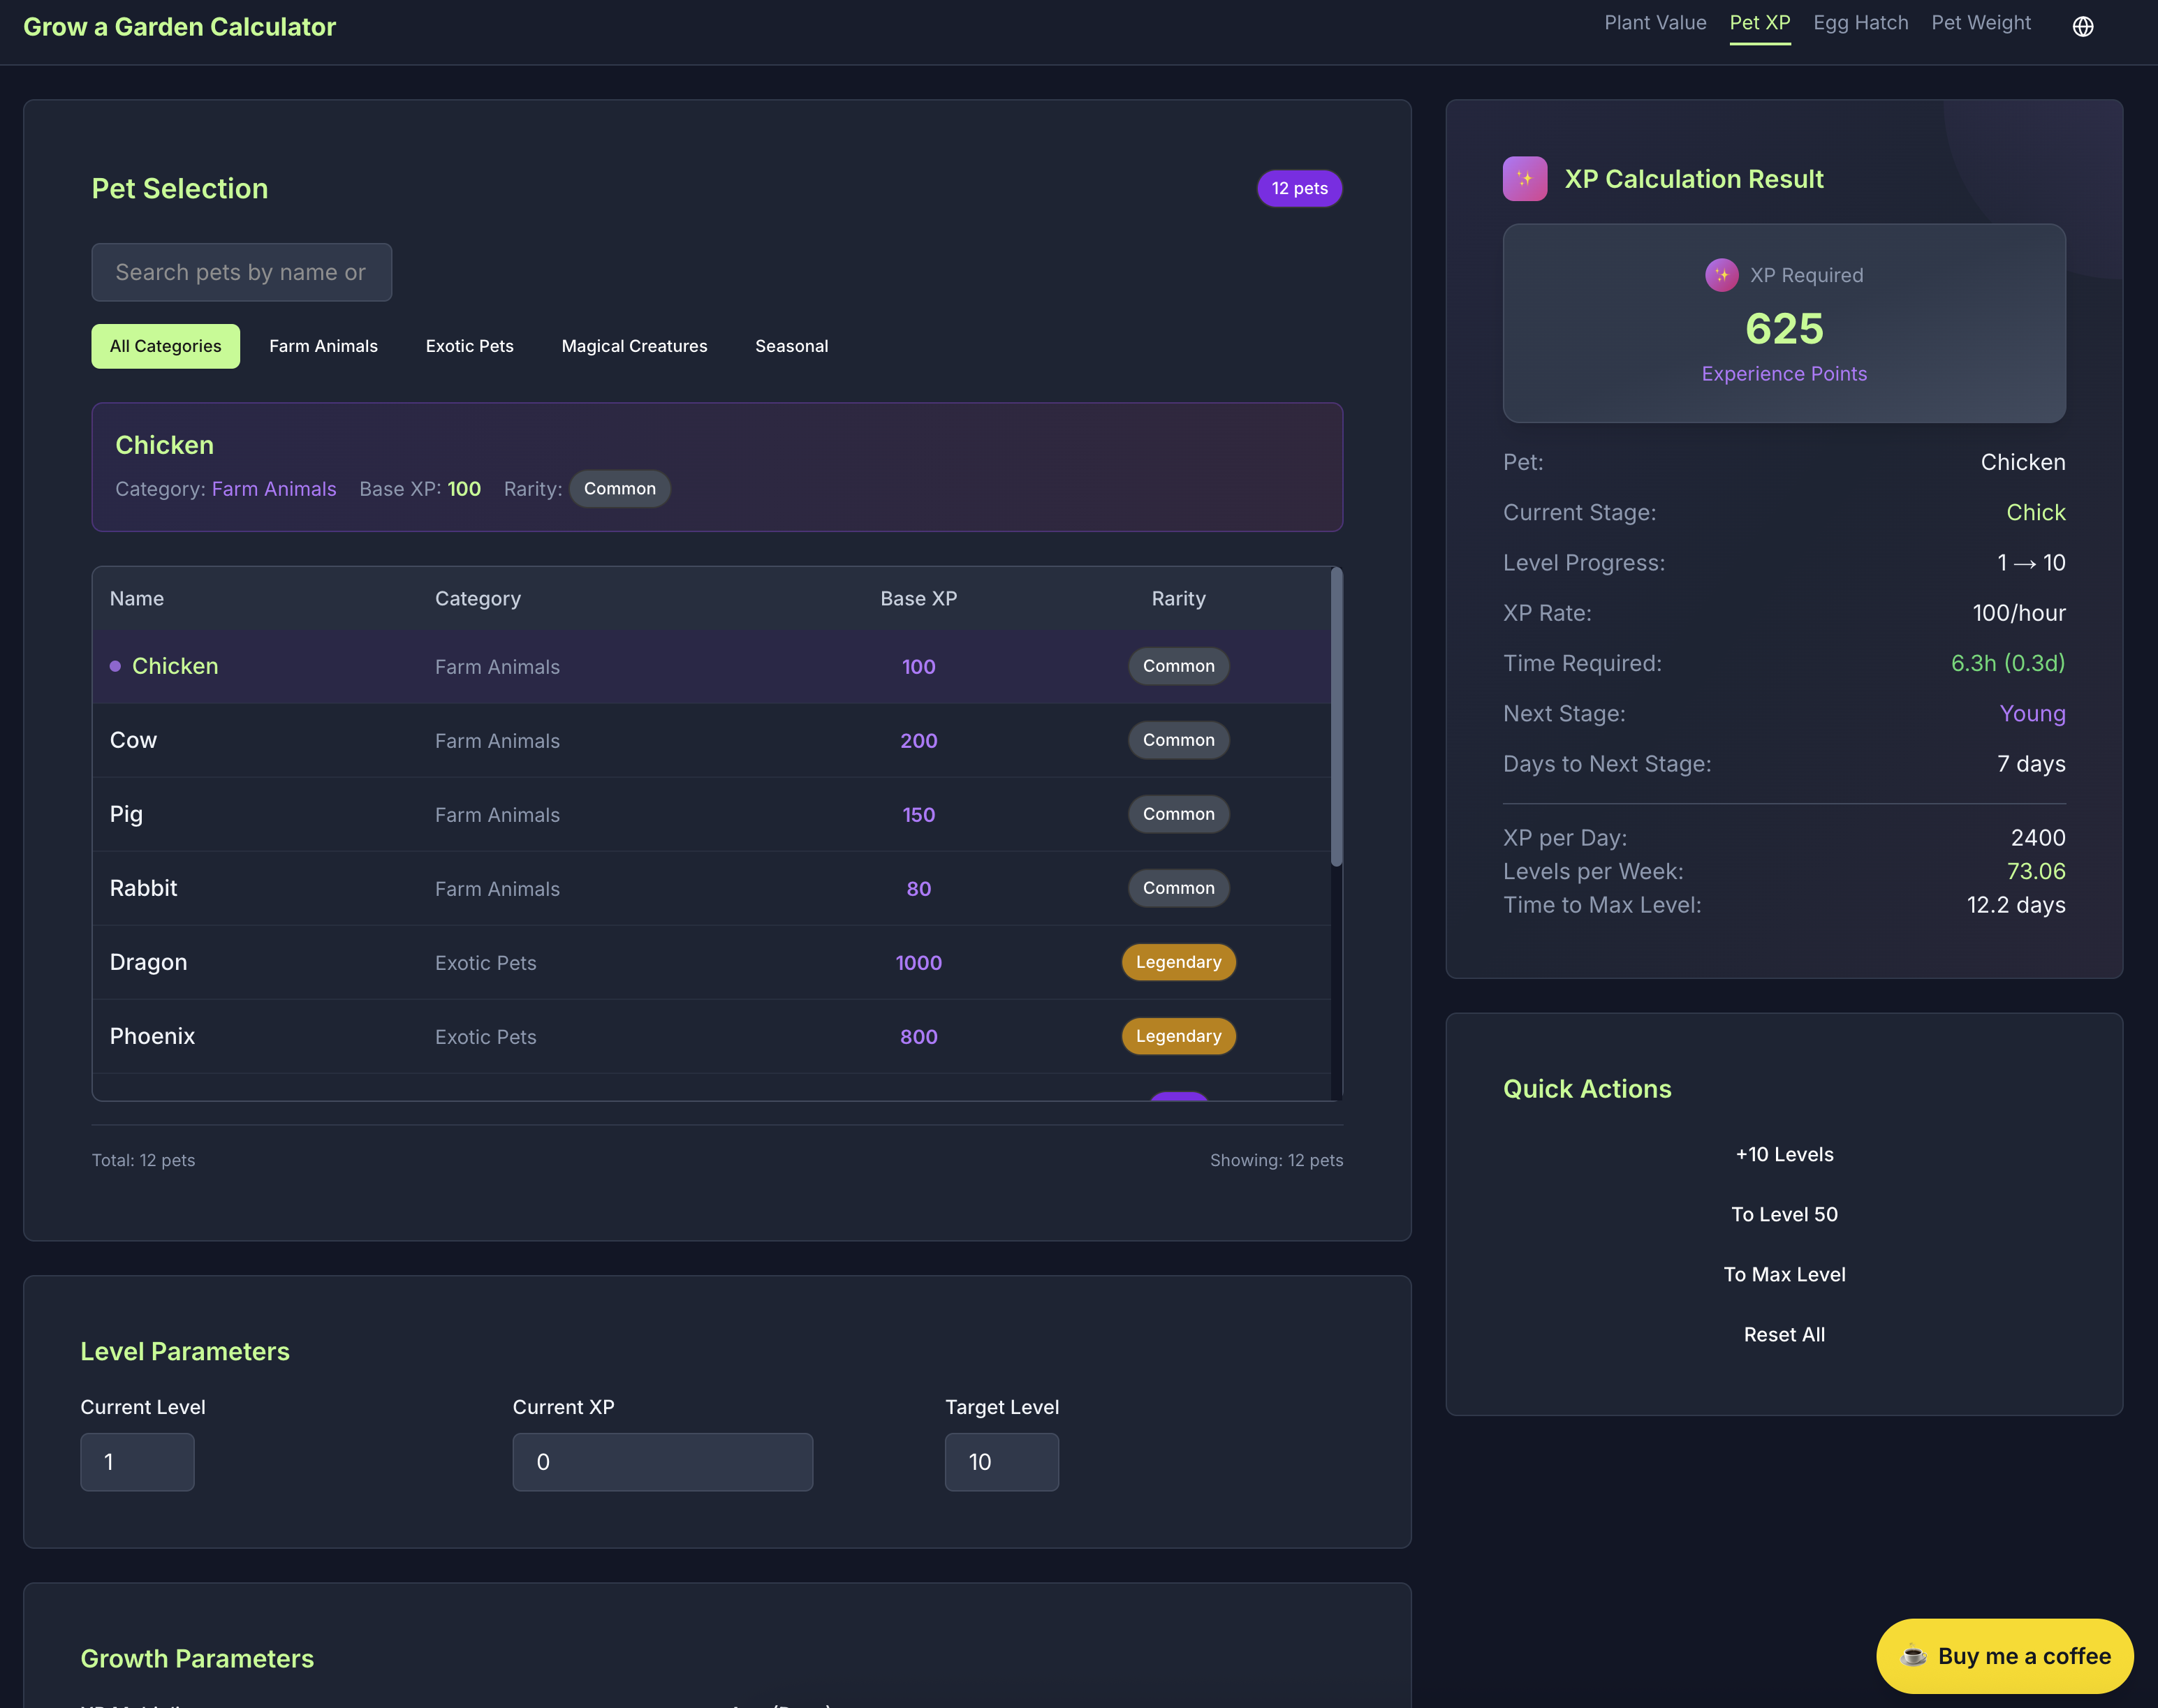 Grow a Garden Calculator
Plant Value Pet XP Egg Hatch Pet Weight
Pet Selection
12 pets
Search pets by name or
All Categories Farm Animals Exotic Pets Magical Creatures Seasonal
Chicken
Category: Farm Animals Base XP: 100 Rarity: Common
Name Category Base XP Rarity
Chicken Farm Animals 100 Common
Cow Farm Animals 200 Common
Pig Farm Animals 150 Common
Rabbit Farm Animals 80 Common
Dragon Exotic Pets 1000 Legendary
Phoenix Exotic Pets 800 Legendary
Total: 12 pets Showing: 12 pets
Level Parameters
Current Level Current XP Target Level
1 0 10
Growth Parameters
XP Calculation Result
XP Required
625
Experience Points
Pet: Chicken
Current Stage: Chick
Level Progress: 1 → 10
XP Rate: 100/hour
Time Required: 6.3h (0.3d)
Next Stage: Young
Days to Next Stage: 7 days
XP per Day: 2400
Levels per Week: 73.06
Time to Max Level: 12.2 days
Quick Actions
+10 Levels
To Level 50
To Max Level
Reset All
Buy me a coffee